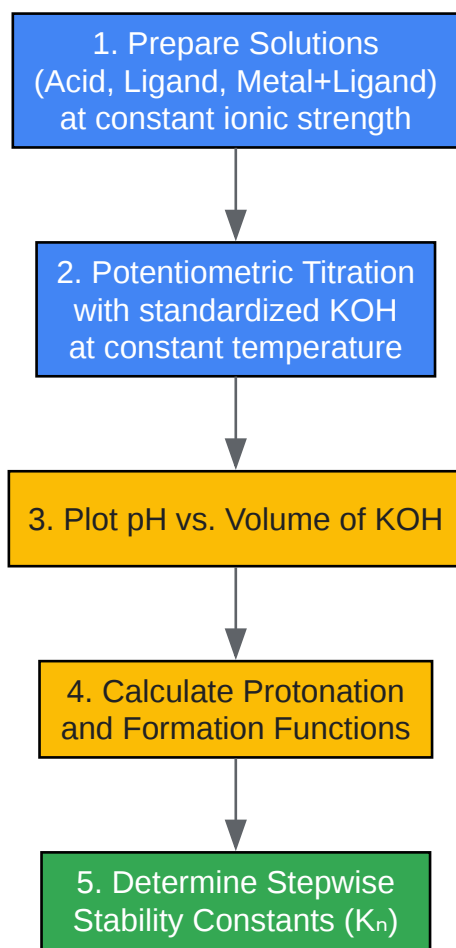 1. Prepare Solutions
(Acid, Ligand, Metal+Ligand)
at constant ionic strength
2. Potentiometric Titration
with standardized KOH
at constant temperature
3. Plot pH vs. Volume of KOH
4. Calculate Protonation
and Formation Functions
5. Determine Stepwise
Stability Constants (Kₙ)